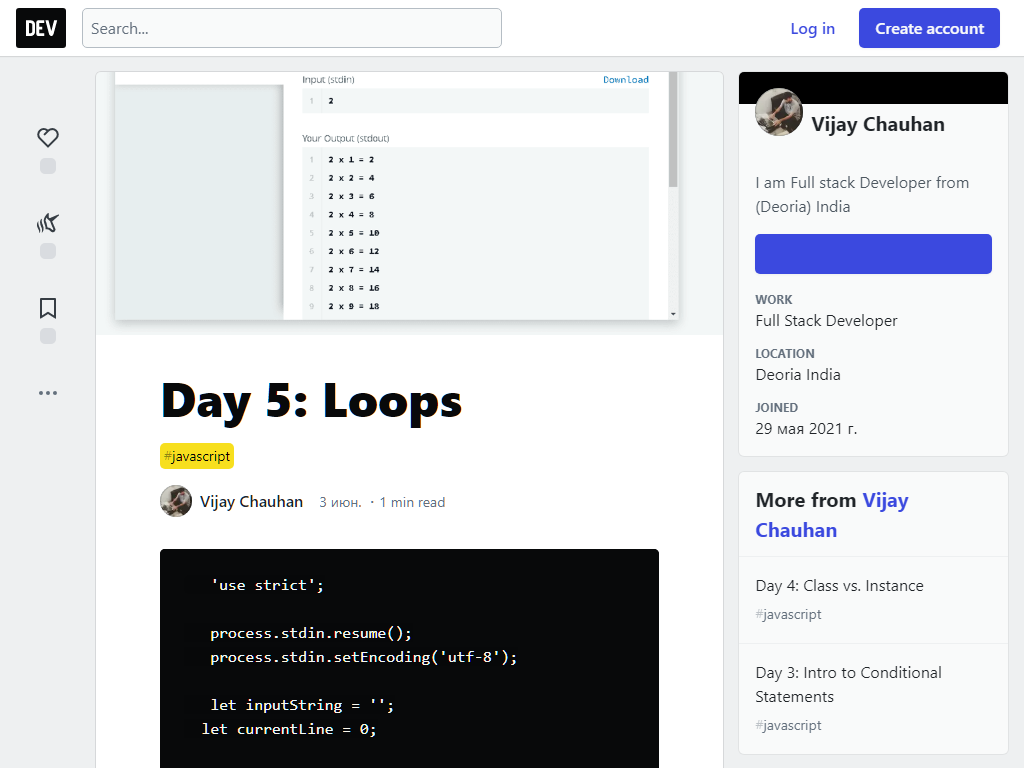 DEV
Search...
Log in
Create account
Input (stdin)
Download
1 2
Your Output (stdout)
1 2 x 1 = 2
2 2 x 2 = 4
3 2 x 3 = 6
4 2 x 4 = 8
5 2 x 5 = 10
6 2 x 6 = 12
7 2 x 7 = 14
8 2 x 8 = 16
9 2 x 9 = 18
Day 5: Loops
#javascript
Vijay Chauhan 3 июн. · 1 min read
'use strict';
process.stdin.resume();
process.stdin.setEncoding('utf-8');
let inputString = '';
let currentLine = 0;
Vijay Chauhan
I am Full stack Developer from
(Deoria) India
WORK
Full Stack Developer
LOCATION
Deoria India
JOINED
29 мая 2021 г.
More from Vijay
Chauhan
Day 4: Class vs. Instance
#javascript
Day 3: Intro to Conditional
Statements
#javascript